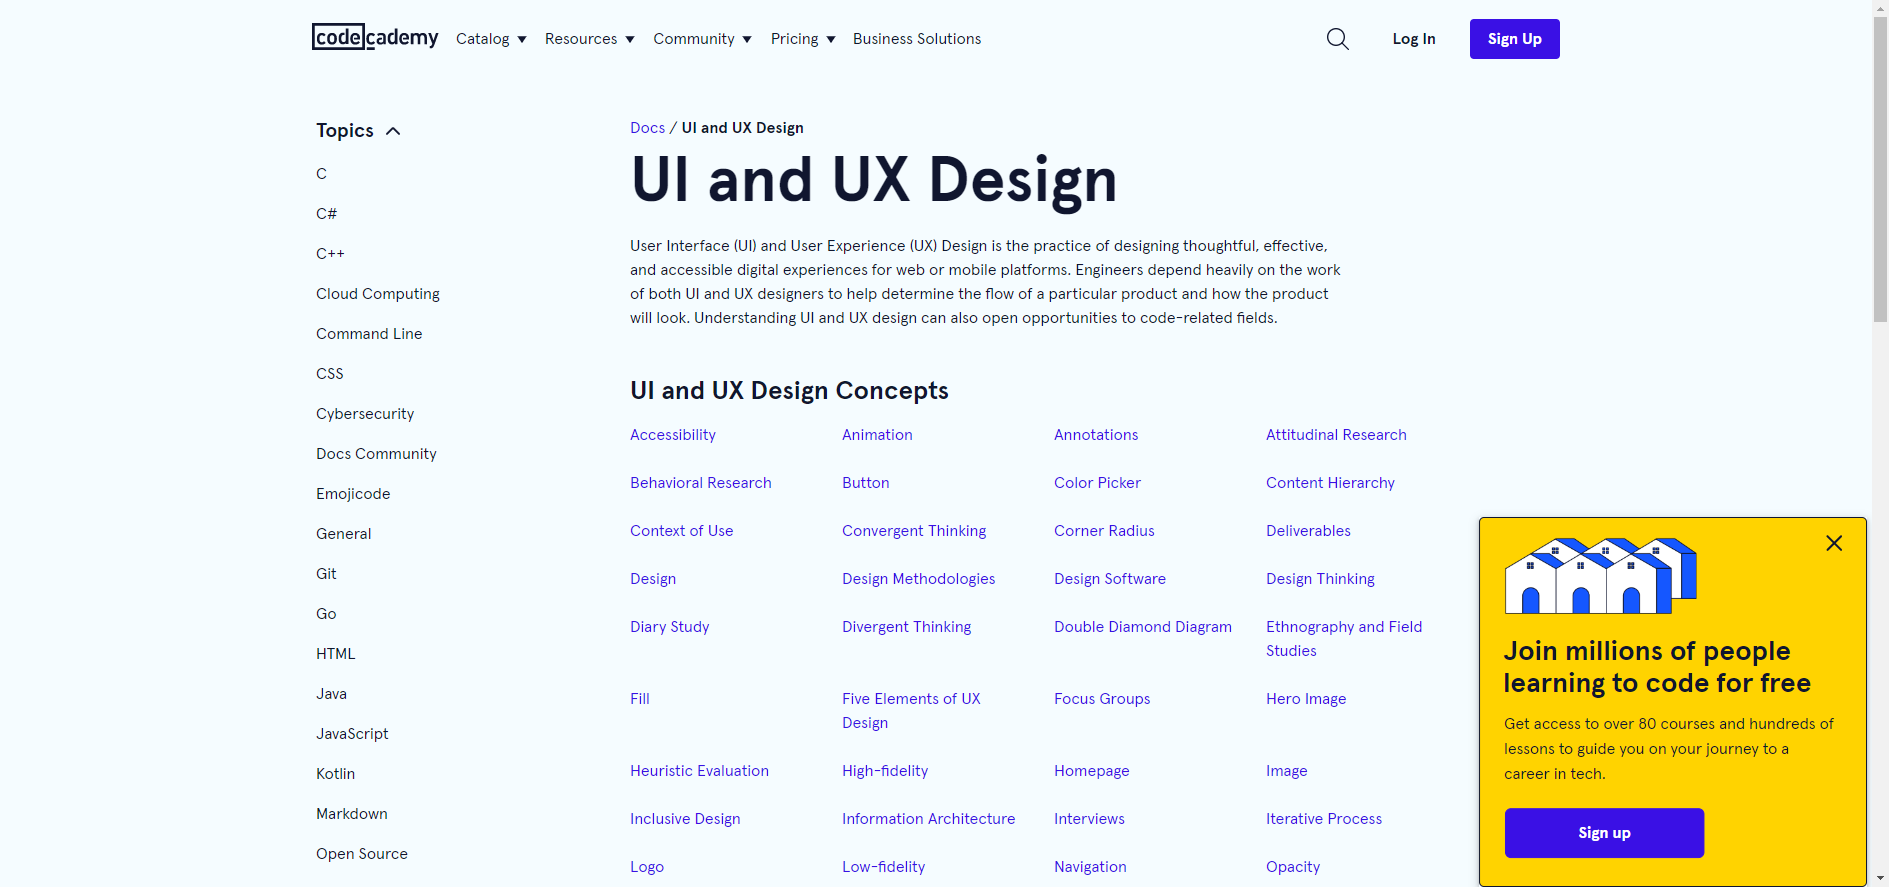 codecademy Catalog Resources Community Pricing Business Solutions Log In Sign Up
Topics
C
C#
C++
Cloud Computing
Command Line
CSS
Cybersecurity
Docs Community
Emojicode
General
Git
Go
HTML
Java
JavaScript
Kotlin
Markdown
Open Source
Docs / UI and UX Design
UI and UX Design
User Interface (UI) and User Experience (UX) Design is the practice of designing thoughtful, effective,
and accessible digital experiences for web or mobile platforms. Engineers depend heavily on the work
of both UI and UX designers to help determine the flow of a particular product and how the product
will look. Understanding UI and UX design can also open opportunities to code-related fields.
UI and UX Design Concepts
Accessibility Animation Annotations Attitudinal Research
Behavioral Research Button Color Picker Content Hierarchy
Context of Use Convergent Thinking Corner Radius Deliverables
Design Design Methodologies Design Software Design Thinking
Diary Study Divergent Thinking Double Diamond Diagram Ethnography and Field
Studies
Fill Five Elements of UX Focus Groups Hero Image
Design
Heuristic Evaluation High-fidelity Homepage Image
Inclusive Design Information Architecture Interviews Iterative Process
Logo Low-fidelity Navigation Opacity
Join millions of people
learning to code for free
Get access to over 80 courses and hundreds of
lessons to guide you on your journey to a
career in tech.
Sign up